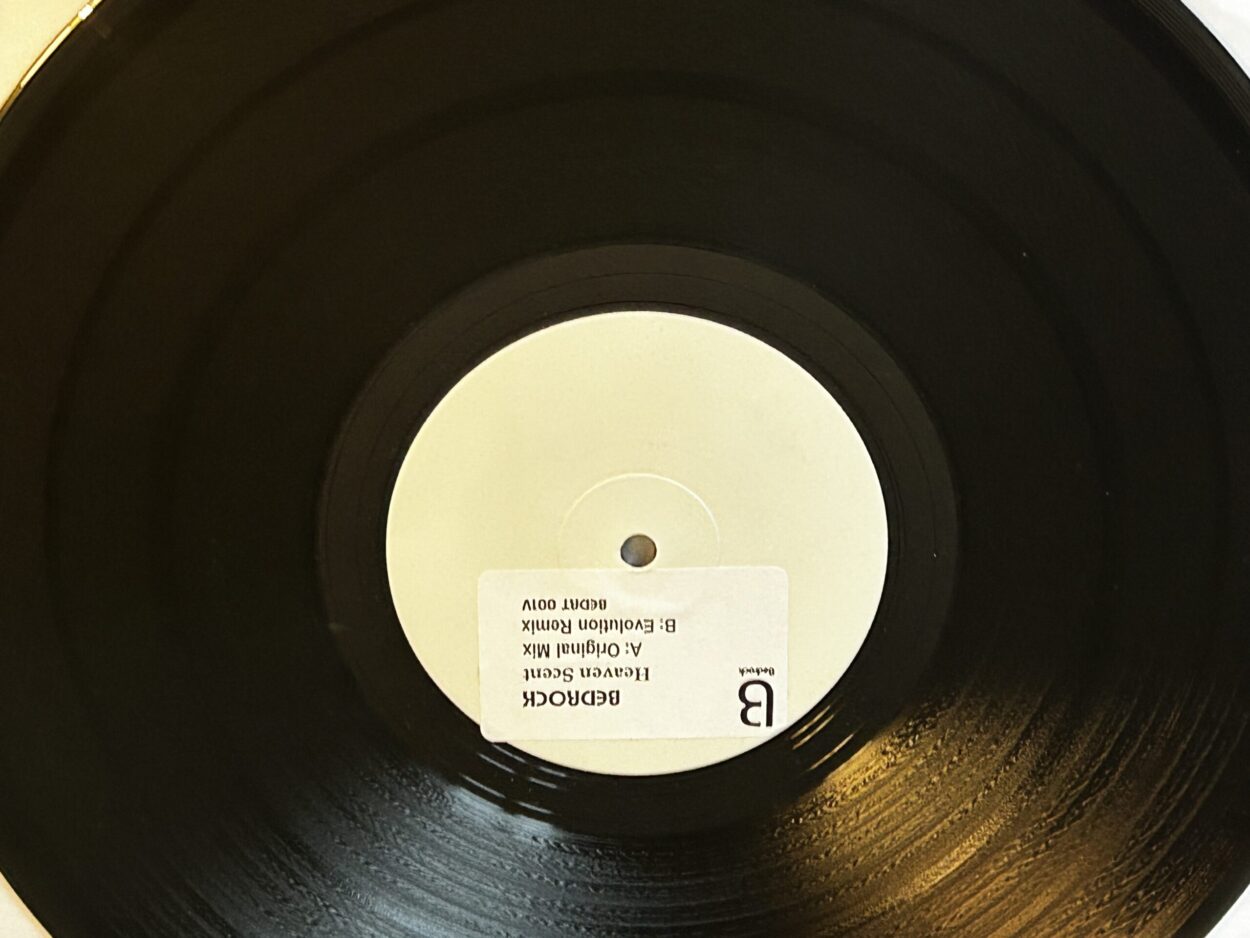 B
Bedrock
BEDROCK
Heaven Scent
A: Original Mix
B: Evolution Remix
BEDRT 001V